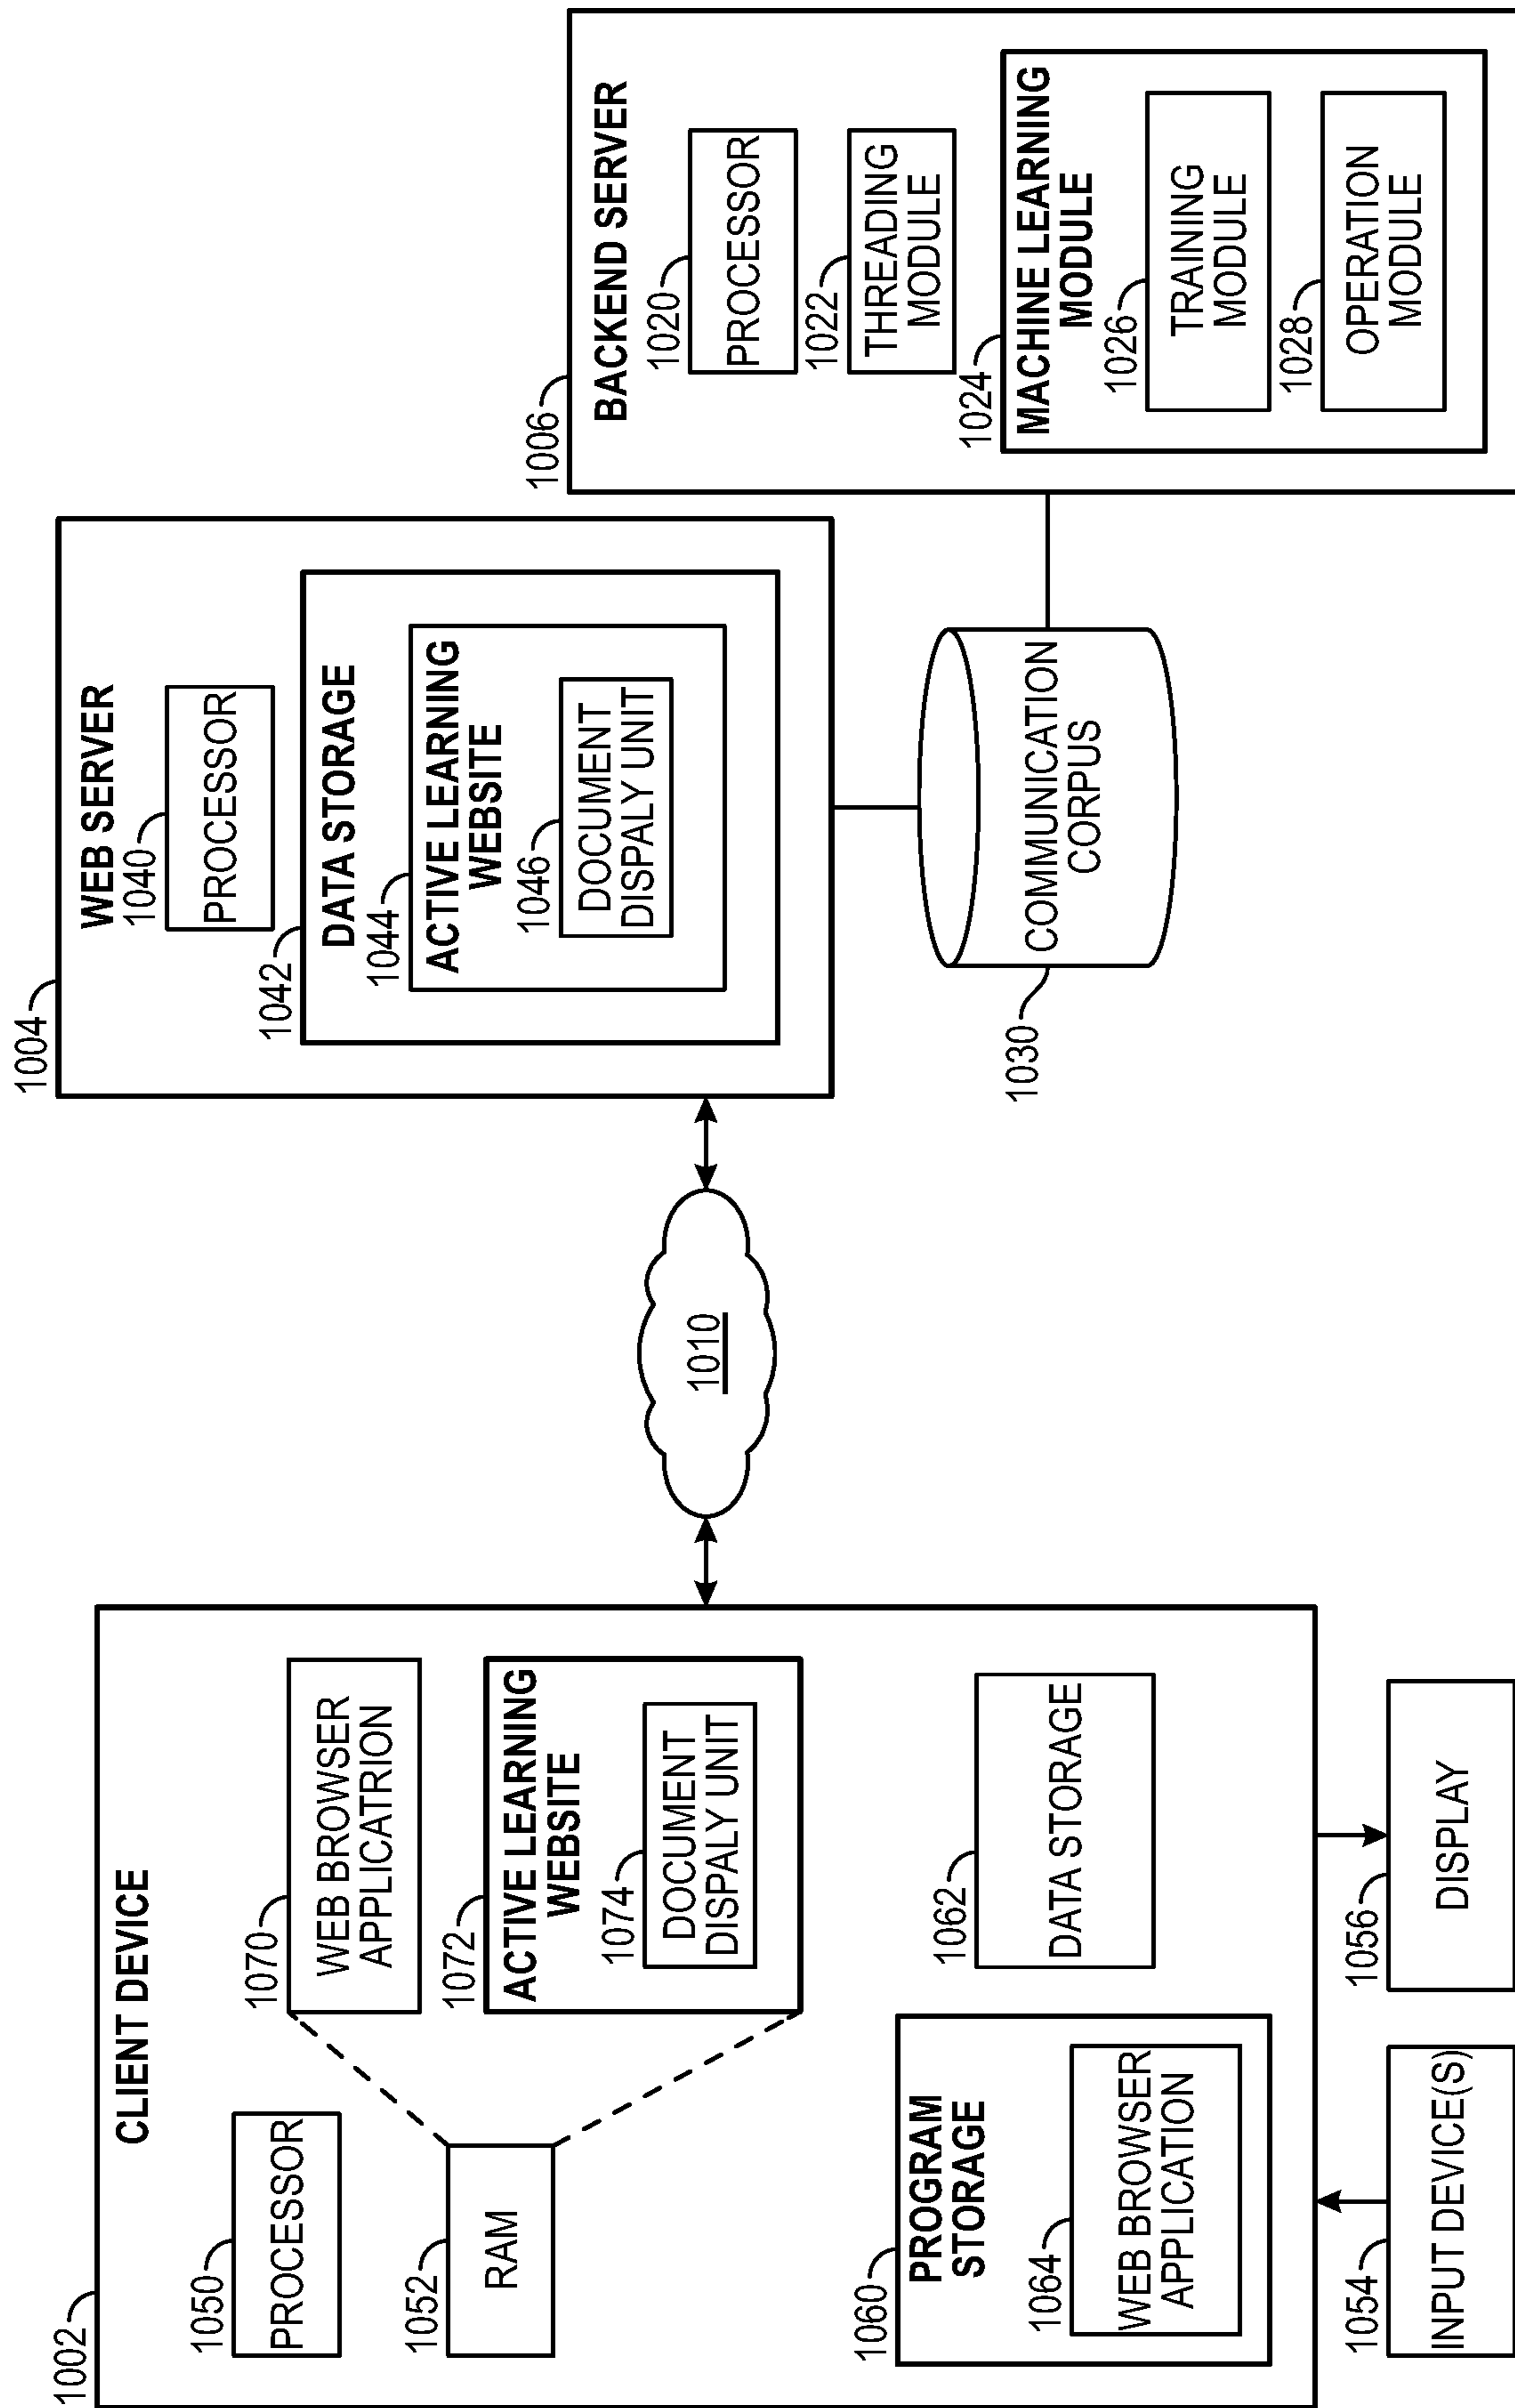 1002
CLIENT DEVICE
1050
PROCESSOR
1070
WEB BROWSER
APPLICATRION
1052
RAM
1072
ACTIVE LEARNING
WEBSITE
1074
DOCUMENT
DISPALY UNIT
1060
PROGRAM
STORAGE
1064
WEB BROWSER
APPLICATION
1062
DATA STORAGE
1054
INPUT DEVICE(S)
1056
DISPLAY
1010
1004
WEB SERVER
1040
PROCESSOR
1042
DATA STORAGE
1044
ACTIVE LEARNING
WEBSITE
1046
DOCUMENT
DISPALY UNIT
1030
COMMUNICATION
CORPUS
1006
BACKEND SERVER
1020
PROCESSOR
1022
THREADING
MODULE
1024
MACHINE LEARNING
MODULE
1026
TRAINING
MODULE
1028
OPERATION
MODULE